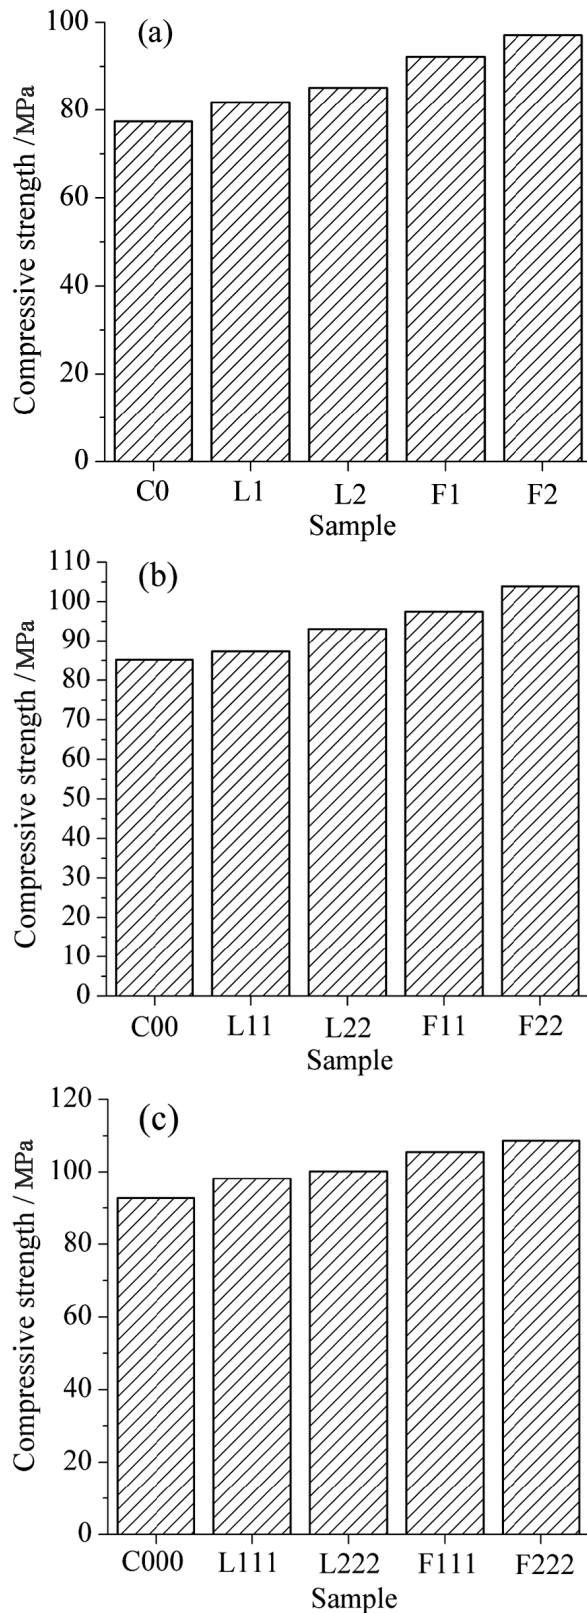 (a)
Compressive strength /MPa
100
80
60
40
20
0
C0 L1 L2 F1 F2
Sample
(b)
Compressive strength /MPa
110
100
90
80
70
60
50
40
30
20
10
0
C00 L11 L22 F11 F22
Sample
(c)
Compressive strength / MPa
120
100
80
60
40
20
0
C000 L111 L222 F111 F222
Sample